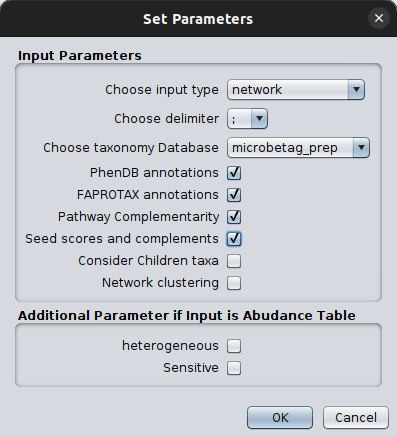 Set Parameters
Input Parameters
Choose input type network
Choose delimiter ;
Choose taxonomy Database microbetag_prep
PhenDB annotations
FAPROTAX annotations
Pathway Complementarity
Seed scores and complements
Consider Children taxa
Network clustering
Additional Parameter if Input is Abudance Table
heterogeneous
Sensitive
OK Cancel